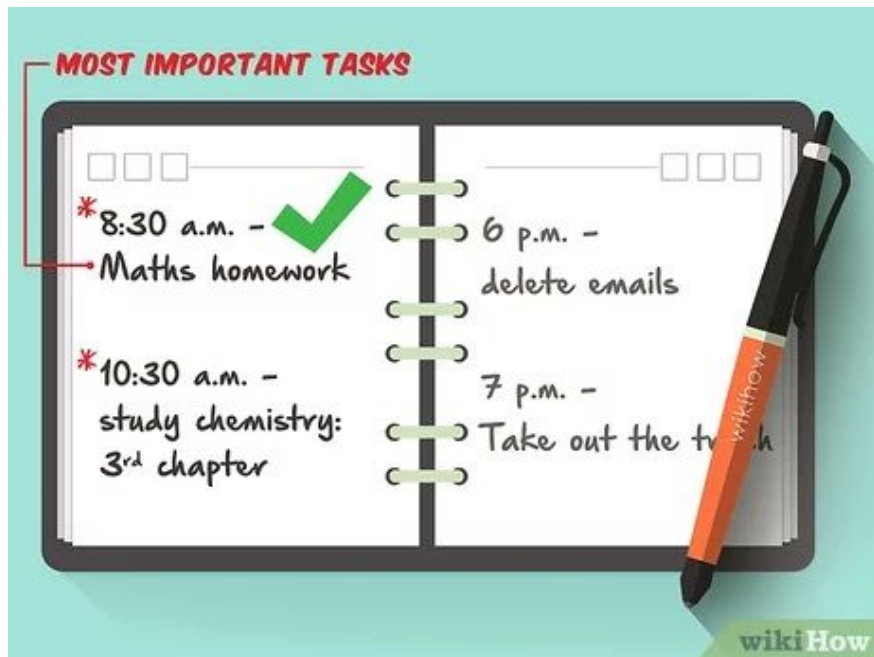 MOST IMPORTANT TASKS
*8:30 a.m. -
Maths homework
*10:30 a.m. -
study chemistry:
3rd chapter
6 p.m. -
delete emails
7 p.m. -
Take out the
wikihow
wikiHow